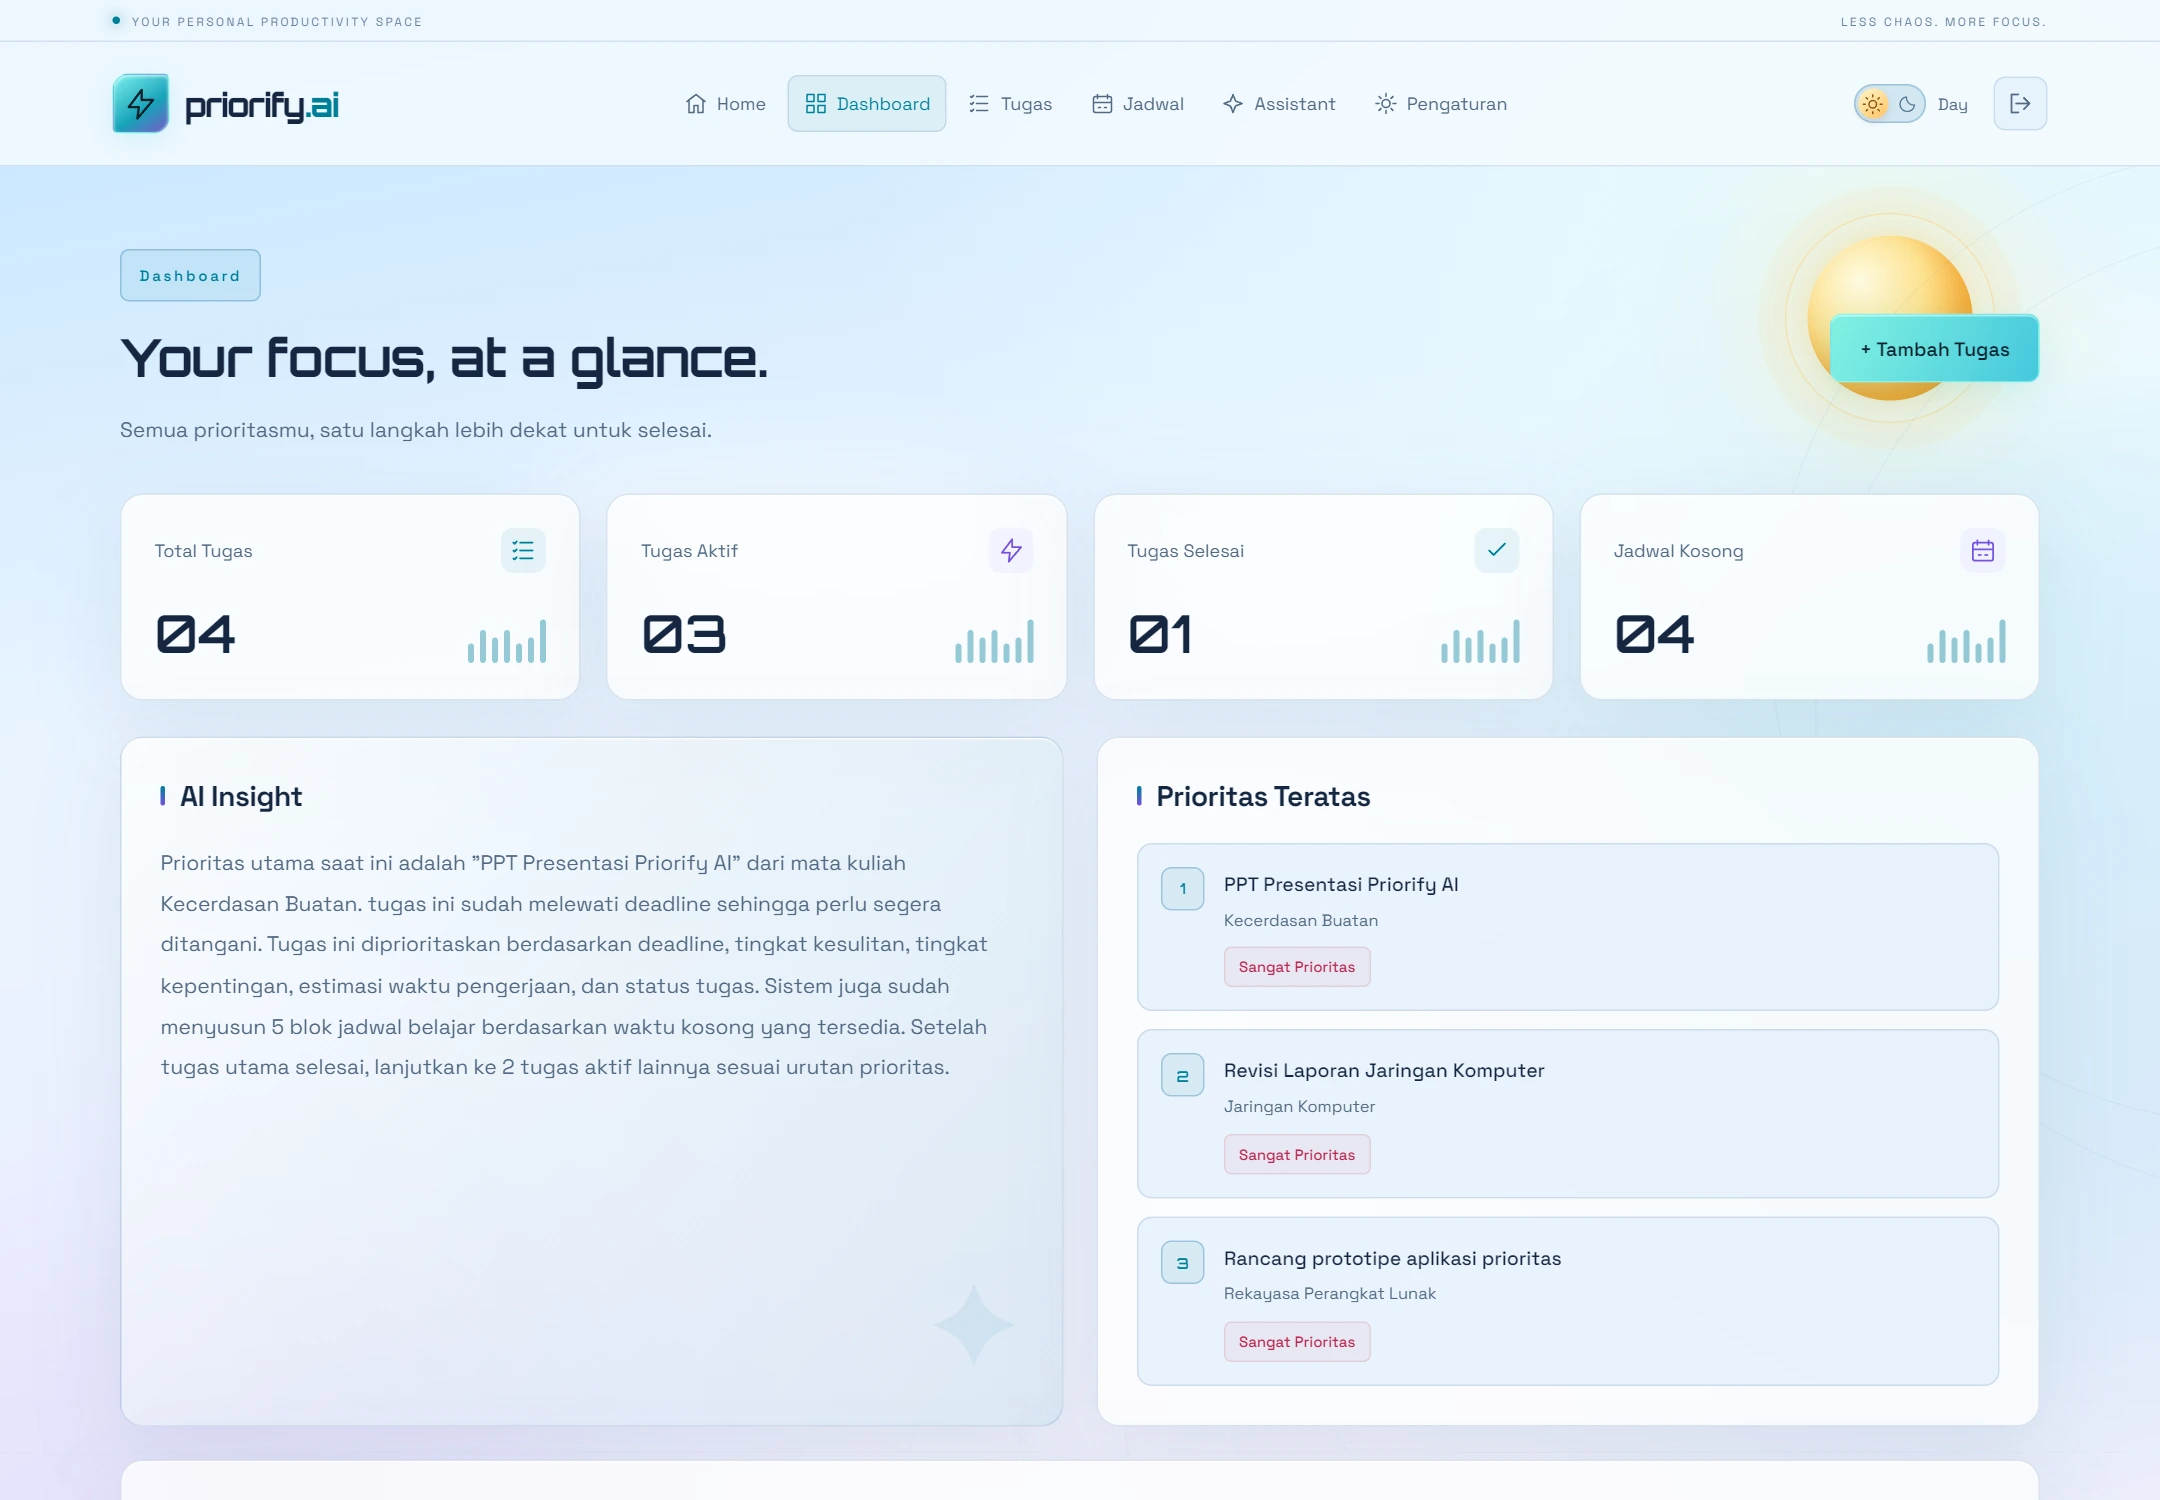 YOUR PERSONAL PRODUCTIVITY SPACE
LESS CHAOS. MORE FOCUS.
priorify.ai
Home
Dashboard
Tugas
Jadwal
Assistant
Pengaturan
Day
Dashboard
Your focus, at a glance.
Semua prioritasmu, satu langkah lebih dekat untuk selesai.
+ Tambah Tugas
Total Tugas
04
Tugas Aktif
03
Tugas Selesai
01
Jadwal Kosong
04
AI Insight
Prioritas utama saat ini adalah "PPT Presentasi Priorify AI" dari mata kuliah
Kecerdasan Buatan. tugas ini sudah melewati deadline sehingga perlu segera
ditangani. Tugas ini diprioritaskan berdasarkan deadline, tingkat kesulitan, tingkat
kepentingan, estimasi waktu pengerjaan, dan status tugas. Sistem juga sudah
menyusun 5 blok jadwal belajar berdasarkan waktu kosong yang tersedia. Setelah
tugas utama selesai, lanjutkan ke 2 tugas aktif lainnya sesuai urutan prioritas.
Prioritas Teratas
1
PPT Presentasi Priorify AI
Kecerdasan Buatan
Sangat Prioritas
2
Revisi Laporan Jaringan Komputer
Jaringan Komputer
Sangat Prioritas
3
Rancang prototipe aplikasi prioritas
Rekayasa Perangkat Lunak
Sangat Prioritas